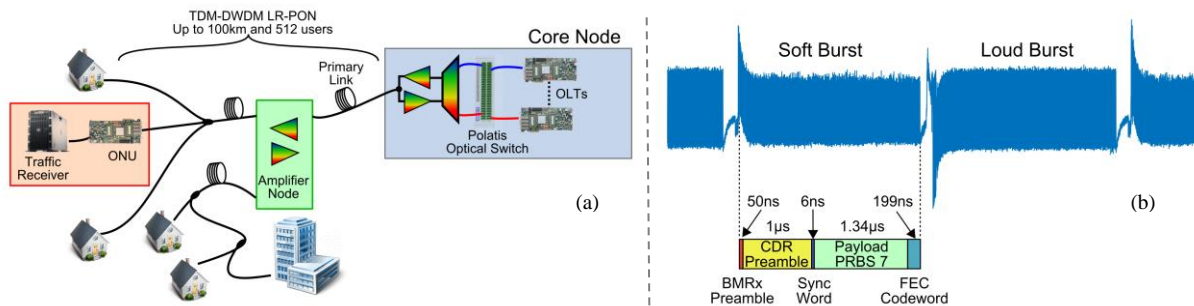 TDM-DWDM LR-PON
Up to 100km and 512 users
Core Node
Primary
Link
OLTs
Polatis
Optical Switch
Traffic
Receiver
ONU
Amplifier
Node
(a)
Soft Burst
Loud Burst
50ns
6ns
199ns
1µs
1.34µs
CDR
Preamble
Payload
PRBS 7
BMRx
Preamble
Sync
Word
FEC
Codeword
(b)